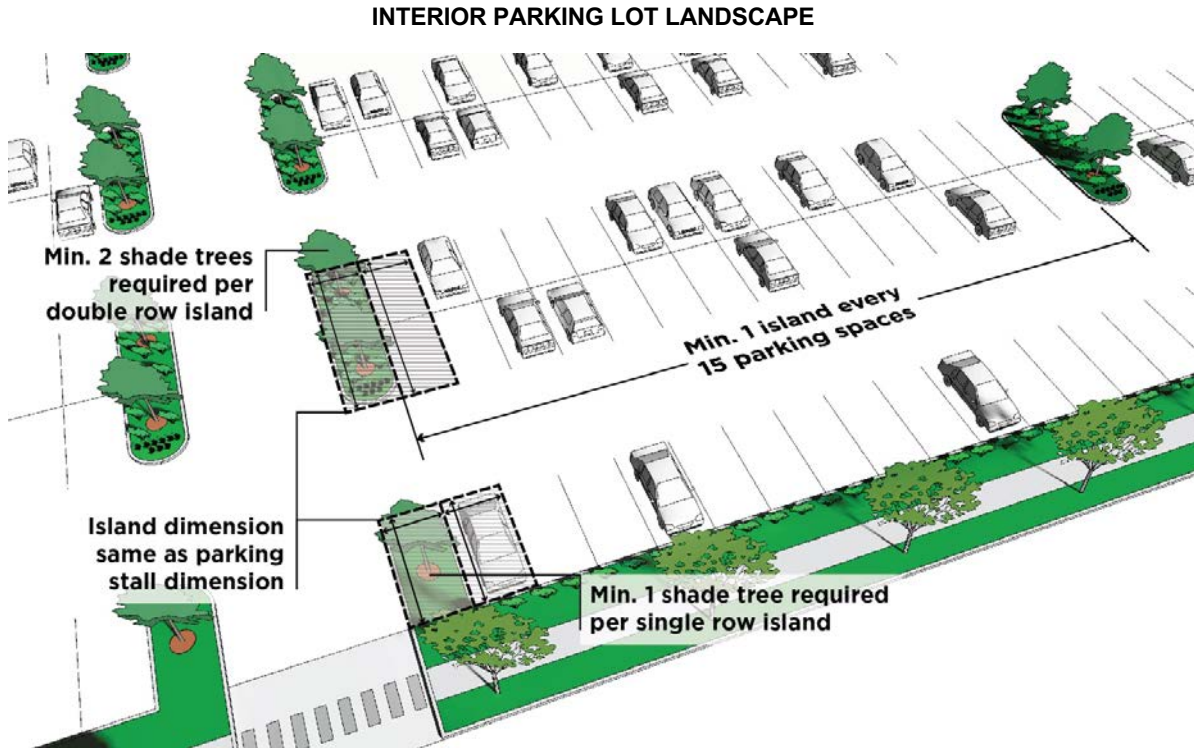 INTERIOR PARKING LOT LANDSCAPE
Min. 2 shade trees
required per
double row island
Min. 1 island every
15 parking spaces
Island dimension
same as parking
stall dimension
Min. 1 shade tree required
per single row island